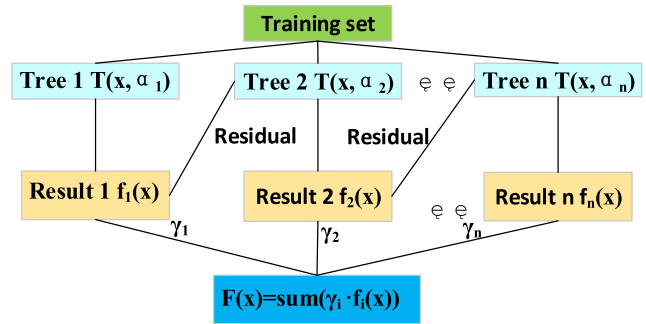 Training set
Tree 1 T(x, α 1)
Tree 2 T(x, α 2)
ę ę
Tree n T(x, α n)
Residual
Residual
Result 1 f1(x)
Result 2 f2(x)
ę ę
Result n fn(x)
γ1
γ2
γn
F(x)=sum(γi ·fi(x))